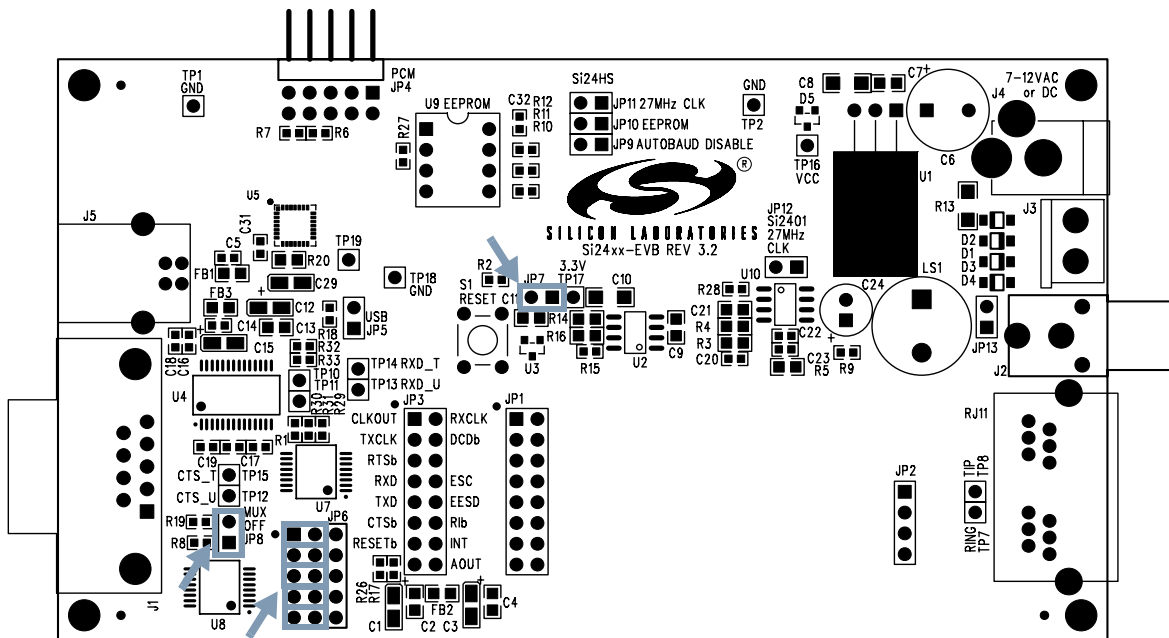 TP1
GND
PCM
JP4
R7
R6
R27
U9 EEPROM
C32
R12
R11
R10
Si24HS
JP11 27MHz CLK
JP10 EEPROM
JP9 AUTOBAUD DISABLE
GND
TP2
C8
D5
C7
+
TP16
VCC
U1
C6
7-12VAC
or DC
J4
R13
J3
D2
D1
D3
D4
®
SILICON LABORATORIES
Si24xx-EVB REV 3.2
J5
U5
C31
C5
FB1
R20
C29
TP19
TP18
GND
FB3
+
C12
C14
C13
+
C15
R18
USB
JP5
R32
R33
C18
C16
U4
TP10
TP11
TP14 RXD_T
TP13 RXD_U
R30
R31
R29
R1
R2
S1
RESET
C11
JP7
3.3V
TP17
C10
R14
R16
R15
U3
U2
C9
JP12
Si2401
27MHz
CLK
U10
R28
C21
R4
R3
C20
C22
C23
R5
R9
C24
+
LS1
JP13
J2
RJ11
C19
C17
CTS_T
TP15
CTS_U
TP12
MUX
OFF
JP8
R19
R8
U7
JP6
U8
J1
JP3
CLKOUT
RXCLK
TXCLK
DCDb
RTSb
RXD
ESC
TXD
EESD
CTSb
RIb
RESETb
INT
AOUT
JP1
R26
R17
C1
+
C2
FB2
C3
+
C4
JP2
TIP
TP8
RING
TP7